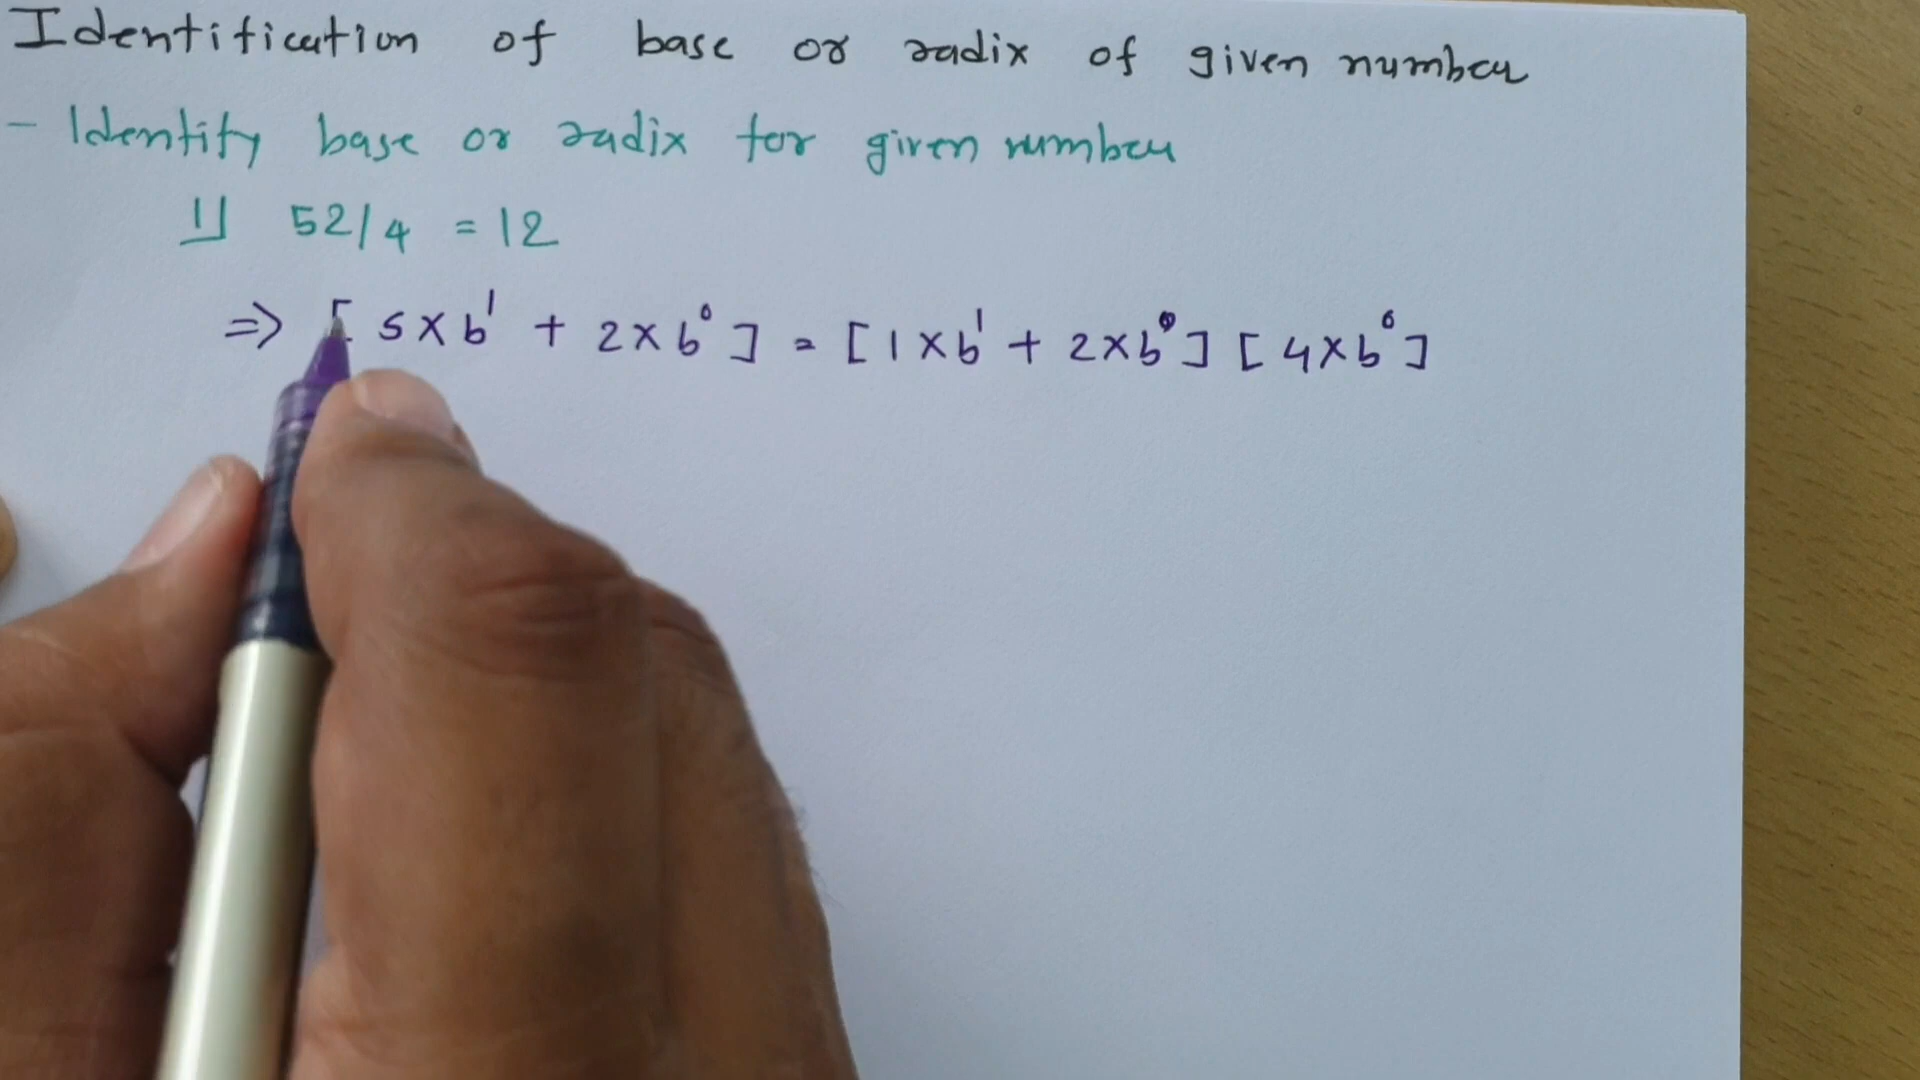 Identification of base or radix of given number
- Identify base or radix for given number
1] 52/4 = 12
⇒ [ 5×b¹ + 2×b⁰ ] = [ 1×b¹ + 2×b⁰ ] [ 4×b⁰ ]